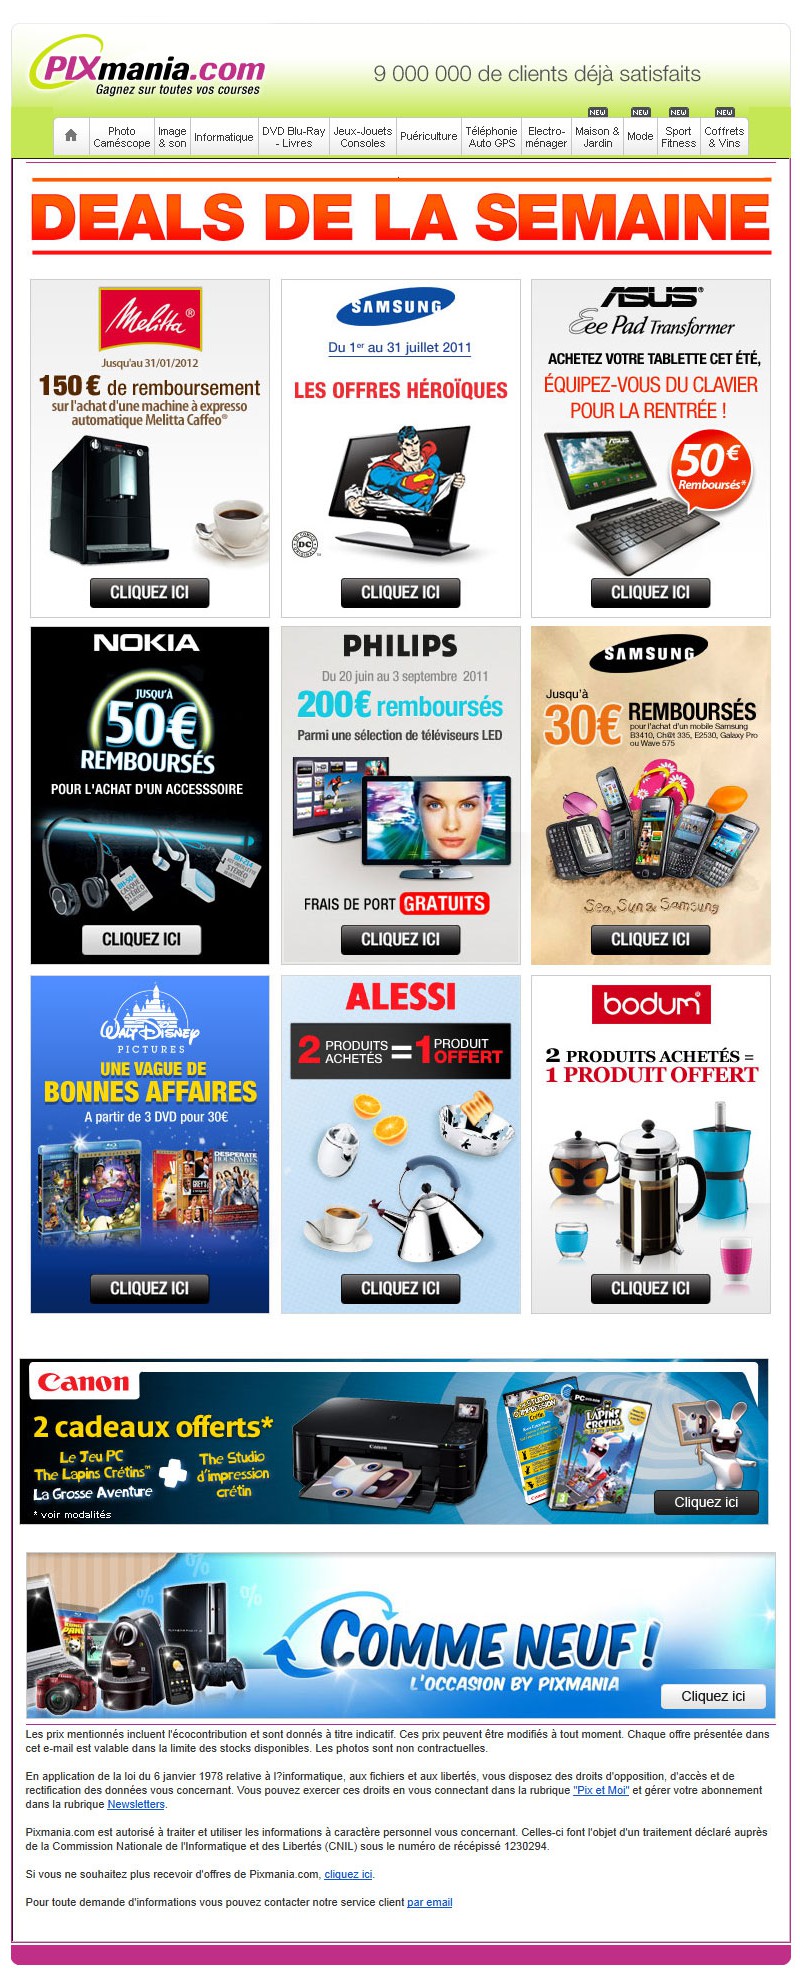 PIXmania.com
Gagnez sur toutes vos courses
9 000 000 de clients déjà satisfaits
Photo Caméscope
Image & son
Informatique
DVD Blu-Ray - Livres
Jeux-Jouets Consoles
Puériculture
Téléphonie Auto GPS
Electro-ménager
NEW
Maison & Jardin
NEW
Mode
NEW
Sport Fitness
NEW
Coffrets & Vins
DEALS DE LA SEMAINE
Melitta®
Jusqu'au 31/01/2012
150 € de remboursement
sur l'achat d'une machine à expresso
automatique Melitta Caffeo®
CLIQUEZ ICI
SAMSUNG
Du 1er au 31 juillet 2011
LES OFFRES HÉROÏQUES
DC
CLIQUEZ ICI
ASUS®
Eee Pad Transformer
ACHETEZ VOTRE TABLETTE CET ÉTÉ,
ÉQUIPEZ-VOUS DU CLAVIER
POUR LA RENTRÉE !
ASUS
50€
Remboursés*
CLIQUEZ ICI
NOKIA
JUSQU'À
50€
REMBOURSÉS
POUR L'ACHAT D'UN ACCESSSOIRE
CLIQUEZ ICI
PHILIPS
Du 20 juin au 3 septembre 2011
200€ remboursés
Parmi une sélection de téléviseurs LED
FRAIS DE PORT GRATUITS
CLIQUEZ ICI
SAMSUNG
Jusqu'à
30€ REMBOURSÉS
pour l'achat d'un mobile Samsung
B3410, Ch@t 335, E2530, Galaxy Pro
ou Wave 575
Sea, Sun & Samsung
CLIQUEZ ICI
WALT DISNEY
PICTURES
UNE VAGUE DE
BONNES AFFAIRES
A partir de 3 DVD pour 30€
DESPERATE HOUSEWIVES
CLIQUEZ ICI
ALESSI
2 PRODUITS ACHETÉS = 1 PRODUIT OFFERT
CLIQUEZ ICI
bodum®
2 PRODUITS ACHETÉS =
1 PRODUIT OFFERT
CLIQUEZ ICI
Canon
2 cadeaux offerts*
Le Jeu PC
The Lapins Crétins™
La Grosse Aventure
+
The Studio
d'impression
crétin
* voir modalités
Canon
PC
LAPINS CRÉTINS
Cliquez ici
COMME NEUF !
L'OCCASION BY PIXMANIA
Cliquez ici
Les prix mentionnés incluent l'écocontribution et sont donnés à titre indicatif. Ces prix peuvent être modifiés à tout moment. Chaque offre présentée dans
cet e-mail est valable dans la limite des stocks disponibles. Les photos sont non contractuelles.
En application de la loi du 6 janvier 1978 relative à l?informatique, aux fichiers et aux libertés, vous disposez des droits d'opposition, d'accès et de
rectification des données vous concernant. Vous pouvez exercer ces droits en vous connectant dans la rubrique "Pix et Moi" et gérer votre abonnement
dans la rubrique Newsletters.
Pixmania.com est autorisé à traiter et utiliser les informations à caractère personnel vous concernant. Celles-ci font l'objet d'un traitement déclaré auprès
de la Commission Nationale de l'Informatique et des Libertés (CNIL) sous le numéro de récépissé 1230294.
Si vous ne souhaitez plus recevoir d'offres de Pixmania.com, cliquez ici.
Pour toute demande d'informations vous pouvez contacter notre service client par email